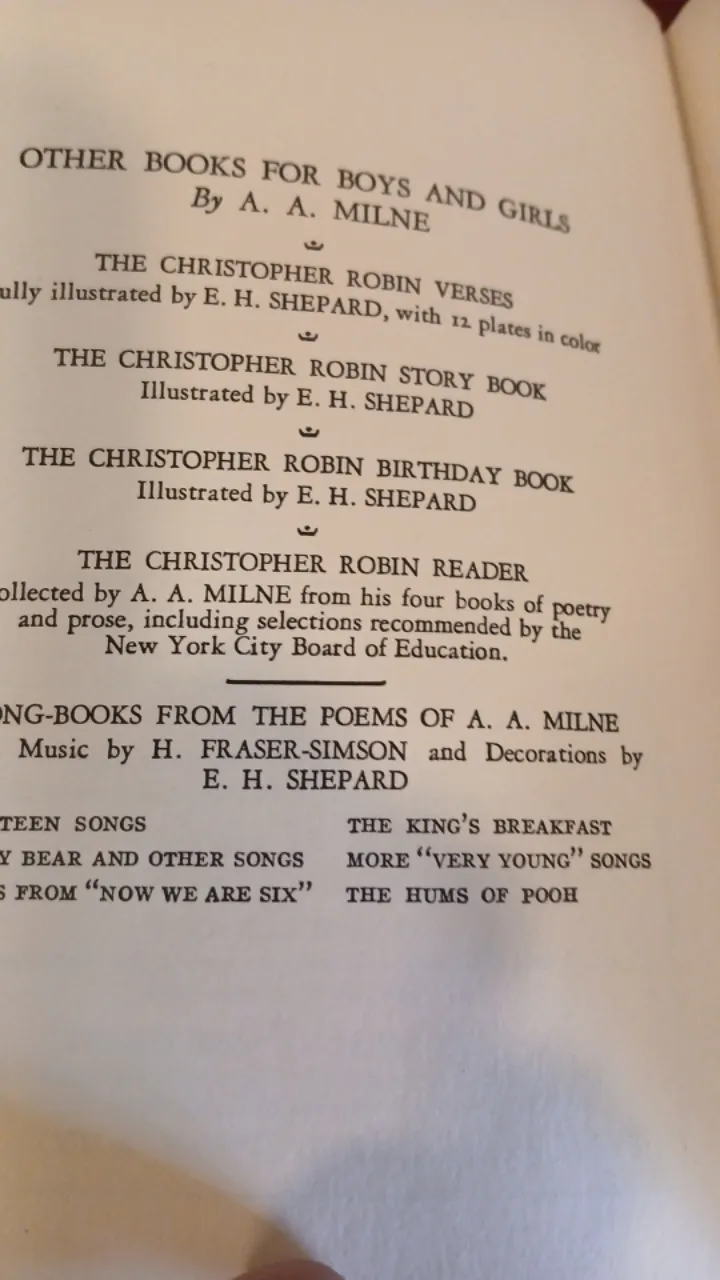 OTHER BOOKS FOR BOYS AND GIRLS
By A. A. MILNE
THE CHRISTOPHER ROBIN VERSES
ully illustrated by E. H. SHEPARD, with 12 plates in color
THE CHRISTOPHER ROBIN STORY BOOK
Illustrated by E. H. SHEPARD
THE CHRISTOPHER ROBIN BIRTHDAY BOOK
Illustrated by E. H. SHEPARD
THE CHRISTOPHER ROBIN READER
ollected by A. A. MILNE from his four books of poetry
and prose, including selections recommended by the
New York City Board of Education.
NG-BOOKS FROM THE POEMS OF A. A. MILNE
Music by H. FRASER-SIMSON and Decorations by
E. H. SHEPARD
TEEN SONGS
Y BEAR AND OTHER SONGS
S FROM "NOW WE ARE SIX"
THE KING'S BREAKFAST
MORE "VERY YOUNG" SONGS
THE HUMS OF POOH